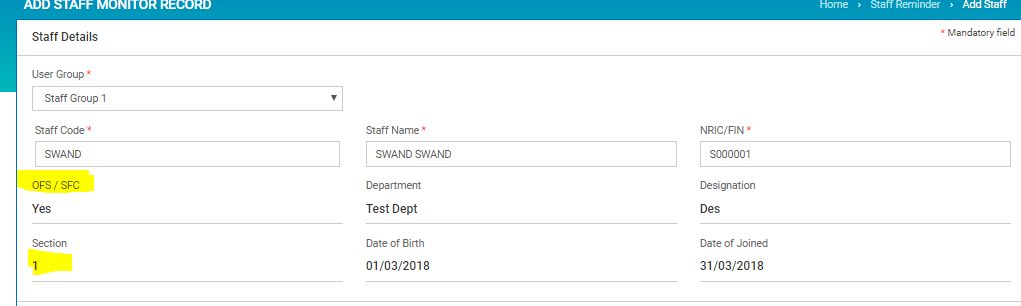 ADD STAFF MONITOR RECORD
Home › Staff Reminder › Add Staff
Staff Details
* Mandatory field
User Group *
Staff Group 1
Staff Code * Staff Name * NRIC/FIN *
SWAND SWAND SWAND S000001
OFS / SFC Department Designation
Yes Test Dept Des
Section Date of Birth Date of Joined
1 01/03/2018 31/03/2018